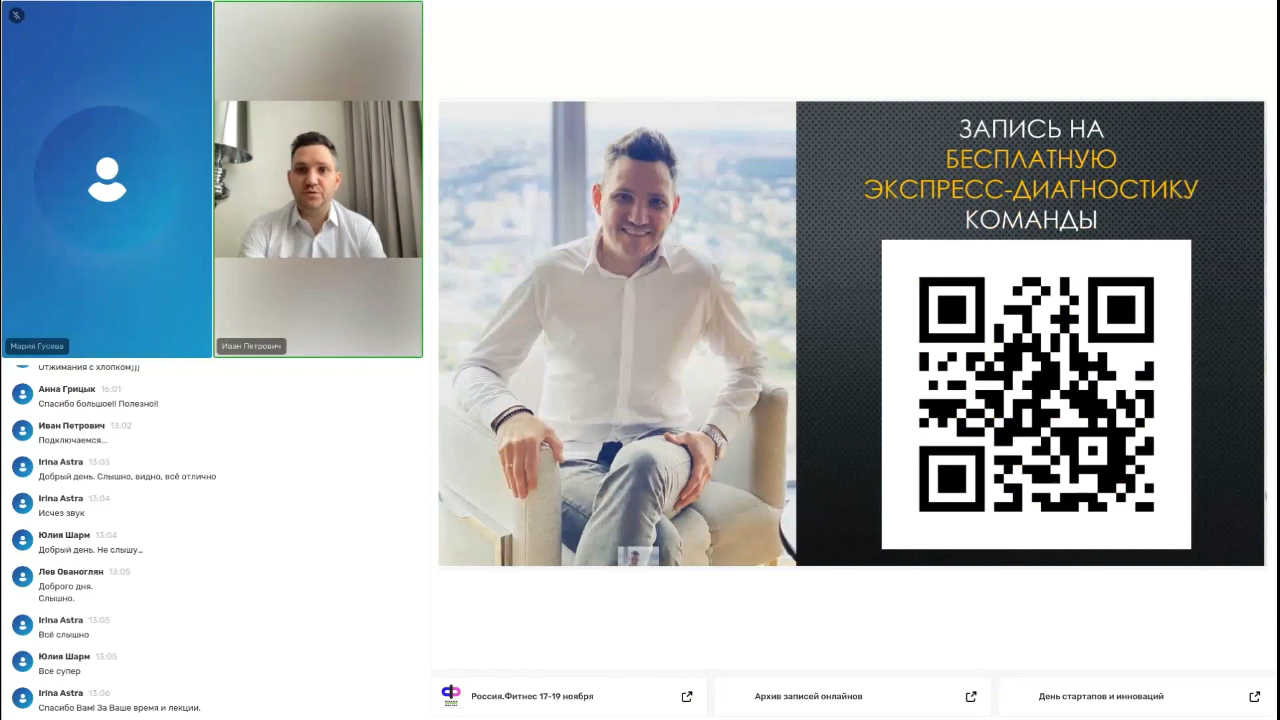 Мария Гусева
Иван Петрович
Отжимания с хлопком)))
Анна Грицык 16:01
Спасибо большое!! Полезно!!
Иван Петрович 13:02
Подключаемся...
Irina Astra 13:03
Добрый день. Слышно, видно, всё отлично
Irina Astra 13:04
Исчез звук
Юлия Шарм 13:04
Добрый день. Не слышу...
Лев Ованоглян 13:05
Доброго дня.
Слышно.
Irina Astra 13:05
Всё слышно
Юлия Шарм 13:05
Все супер
Irina Astra 13:06
Спасибо Вам! За Ваше время и лекции.
ЗАПИСЬ НА
БЕСПЛАТНУЮ
ЭКСПРЕСС-ДИАГНОСТИКУ
КОМАНДЫ
Россия.Фитнес 17-19 ноября
Архив записей онлайнов
День стартапов и инноваций